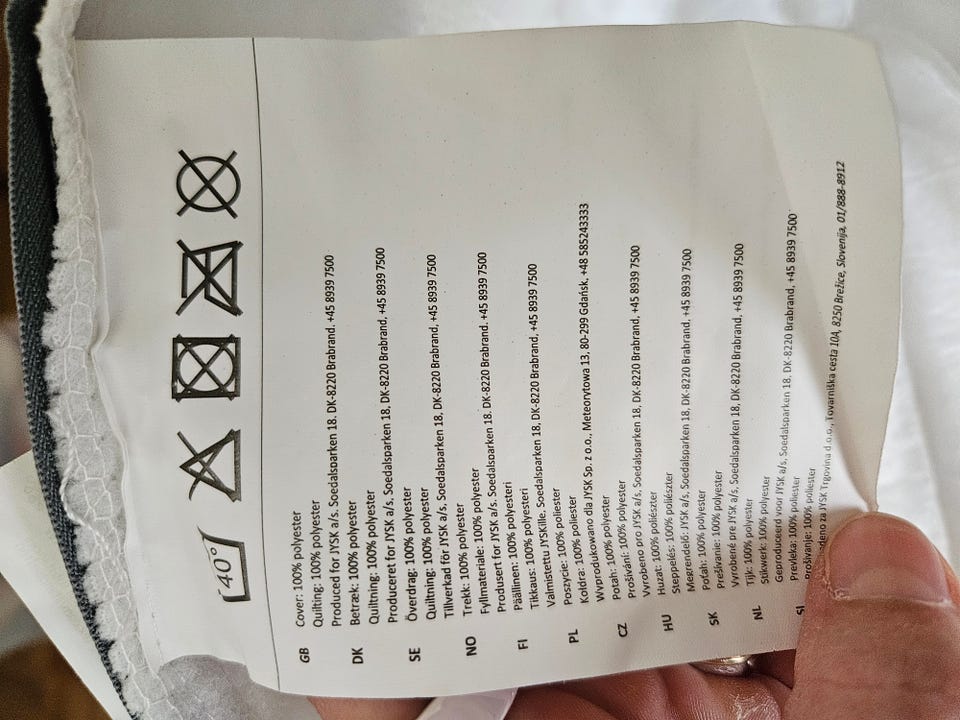 40°
GB Cover: 100% polyester
Quilting: 100% polyester
Produced for JYSK a/s, Soedalsparken 18, DK-8220 Brabrand, +45 8939 7500
DK Betræk: 100% polyester
Quiltning: 100% polyester
Produceret for JYSK a/s, Soedalsparken 18, DK-8220 Brabrand, +45 8939 7500
SE Överdrag: 100% polyester
Quiltning: 100% polyester
Tillverkad för JYSK a/s, Soedalsparken 18, DK-8220 Brabrand, +45 8939 7500
NO Trekk: 100% polyester
Fyllmateriale: 100% polyester
Produsert for JYSK a/s, Soedalsparken 18, DK-8220 Brabrand, +45 8939 7500
FI Päällinen: 100% polyesteri
Tikkaus: 100% polyesteri
Valmistettu JYSKille, Soedalsparken 18, DK-8220 Brabrand, +45 8939 7500
PL Poszycie: 100% poliester
Kołdra: 100% poliester
Wyprodukowano dla JYSK Sp. z o.o., Meteorytowa 13, 80-299 Gdańsk, +48 585243333
CZ Potah: 100% polyester
Prošívání: 100% polyester
Vyrobeno pro JYSK a/s, Soedalsparken 18, DK-8220 Brabrand, +45 8939 7500
HU Huzat: 100% poliészter
Steppelés: 100% poliészter
Megrendelő: JYSK a/s, Soedalsparken 18, DK-8220 Brabrand, +45 8939 7500
SK Poťah: 100% polyester
Prešívanie: 100% polyester
Vyrobené pre JYSK a/s, Soedalsparken 18, DK-8220 Brabrand, +45 8939 7500
NL Tijk: 100% polyester
Stikwerk: 100% polyester
Geproduceerd voor JYSK a/s, Soedalsparken 18, DK-8220 Brabrand, +45 8939 7500
SI Prevleka: 100% poliester
Prošivanje: 100% poliester
za JYSK Trgovina d.o.o., Tovarniška cesta 10A, 8250 Brežice, Slovenija, 01/888-8912